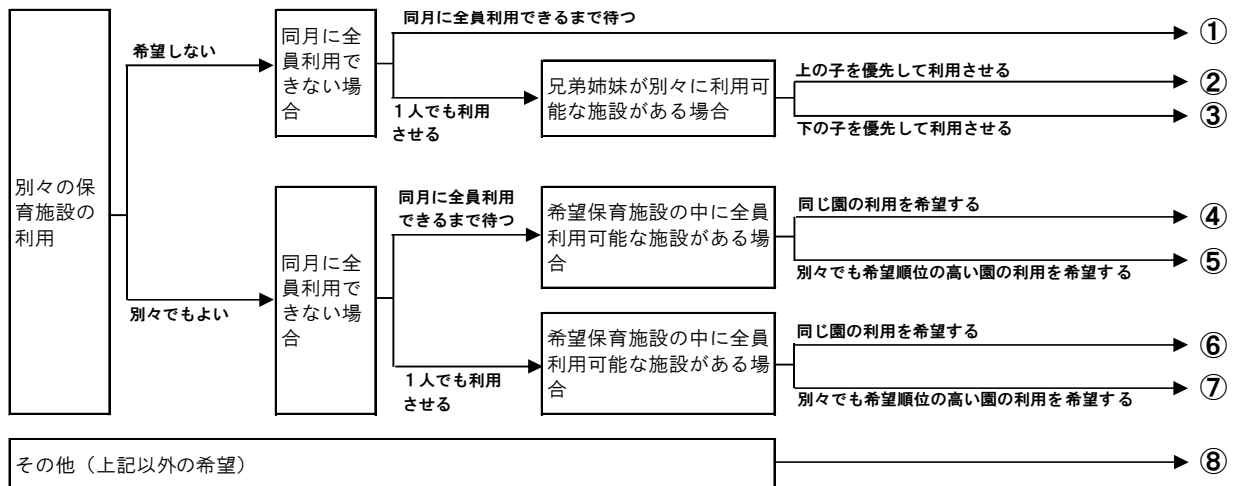 別々の保
育施設の
利用
希望しない
別々でもよい
同月に全
員利用で
きない場
合
同月に全員利用できるまで待つ
①
1人でも利用
させる
兄弟姉妹が別々に利用可
能な施設がある場合
上の子を優先して利用させる
②
③
下の子を優先して利用させる
同月に全
員利用で
きない場
合
同月に全員利用
できるまで待つ
希望保育施設の中に全員
利用可能な施設がある場
合
同じ園の利用を希望する
④
⑤
別々でも希望順位の高い園の利用を希望する
1人でも利用
させる
希望保育施設の中に全員
利用可能な施設がある場
合
同じ園の利用を希望する
⑥
⑦
別々でも希望順位の高い園の利用を希望する
その他（上記以外の希望）
⑧